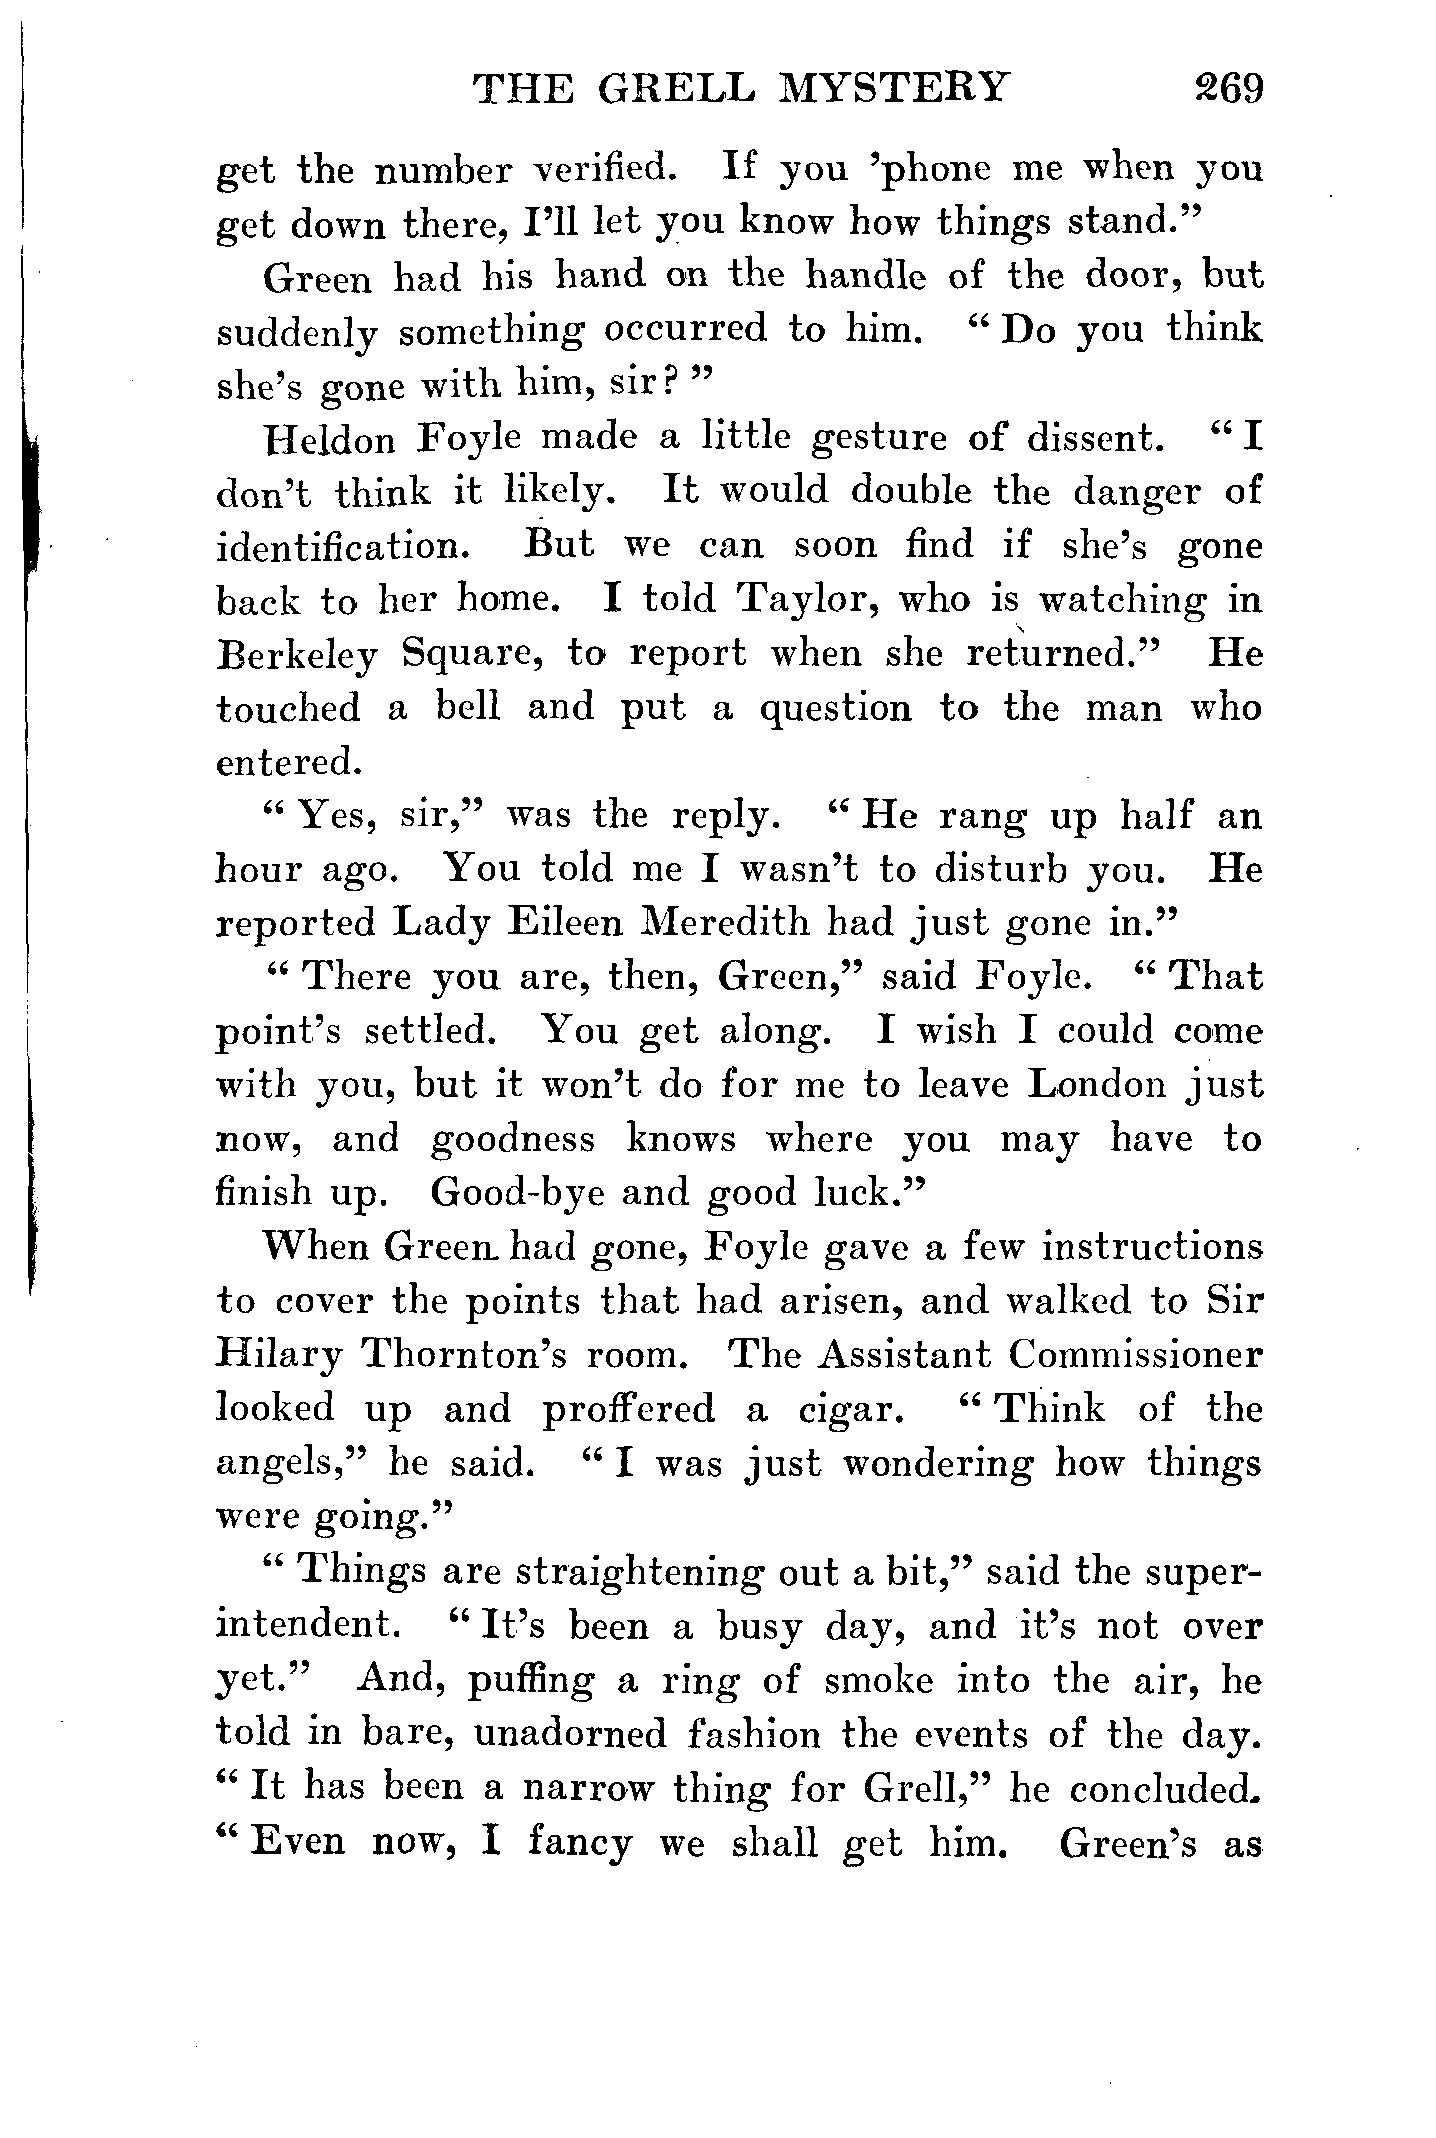 THE GRELL MYSTERY 269
get the number verified. If you ’phone me when you
get down there, I’ll let you know how things stand.”
Green had his hand on the handle of the door, but
suddenly something occurred to him. “ Do you think
she’s gone with him, sir? ”
Heldon Foyle made a little gesture of dissent. “ I
don’t think it likely. It would double the danger of
identification. But we can soon find if she’s gone
back to her home. I told Taylor, who is watching in
Berkeley Square, to report when she returned.” He
touched a bell and put a question to the man who
entered.
“ Yes, sir,” was the reply. “ He rang up half an
hour ago. You told me I wasn’t to disturb you. He
reported Lady Eileen Meredith had just gone in.”
“ There you are, then, Green,” said Foyle. “ That
point’s settled. You get along. I wish I could come
with you, but it won’t do for me to leave London just
now, and goodness knows where you may have to
finish up. Good-bye and good luck.”
When Green had gone, Foyle gave a few instructions
to cover the points that had arisen, and walked to Sir
Hilary Thornton’s room. The Assistant Commissioner
looked up and proffered a cigar. “ Think of the
angels,” he said. “ I was just wondering how things
were going.”
“ Things are straightening out a bit,” said the super-
intendent. “ It’s been a busy day, and it’s not over
yet.” And, puffing a ring of smoke into the air, he
told in bare, unadorned fashion the events of the day.
“ It has been a narrow thing for Grell,” he concluded.
“ Even now, I fancy we shall get him. Green’s as